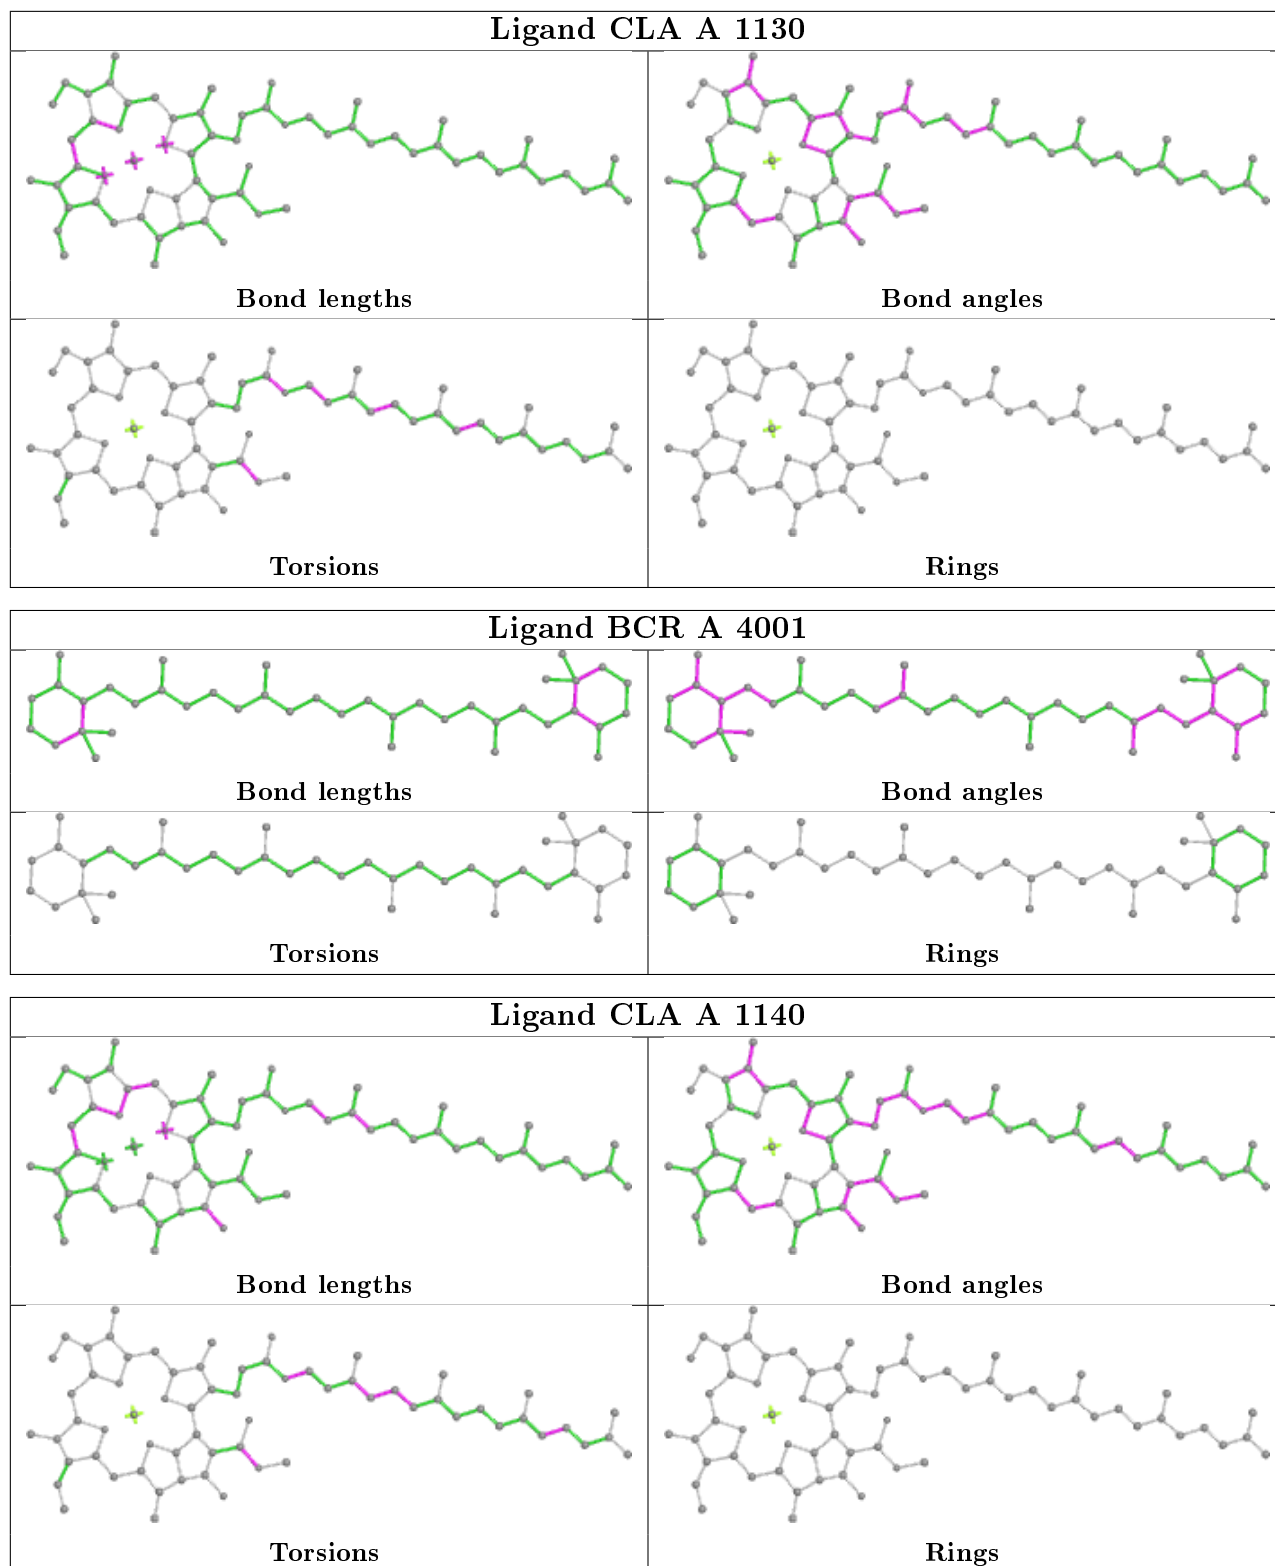 Ligand CLA A 1130
Bond lengths
Bond angles
Torsions
Rings
Ligand BCR A 4001
Bond lengths
Bond angles
Torsions
Rings
Ligand CLA A 1140
Bond lengths
Bond angles
Torsions
Rings